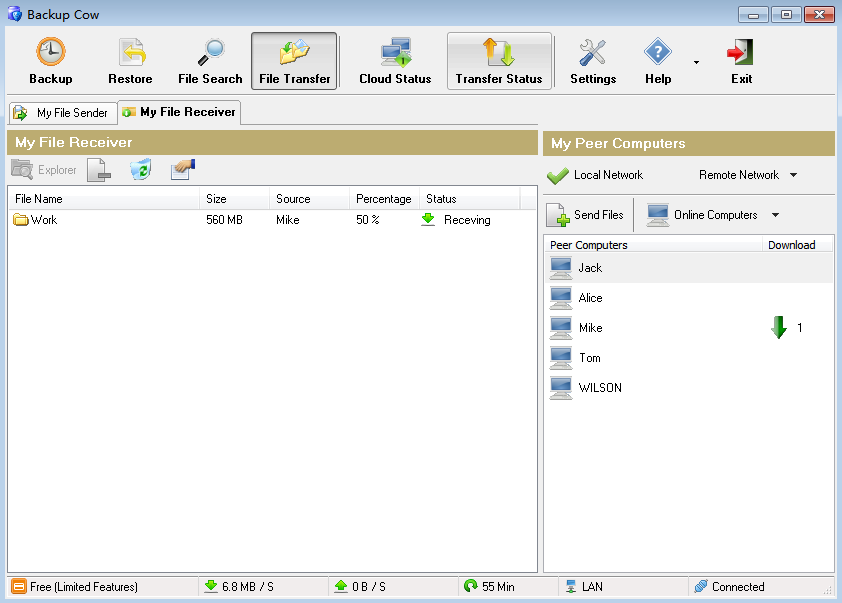 Backup Cow
Backup Restore File Search File Transfer Cloud Status Transfer Status Settings Help Exit
My File Sender My File Receiver
My File Receiver
Explorer
File Name Size Source Percentage Status
Work 560 MB Mike 50 % Receving
My Peer Computers
Local Network Remote Network
Send Files Online Computers
Peer Computers Download
Jack
Alice
Mike 1
Tom
WILSON
Free (Limited Features) 6.8 MB / S 0 B / S 55 Min LAN Connected